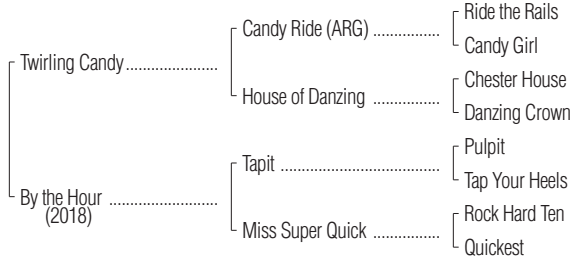 Ride the Rails
Candy Ride (ARG) ................
Candy Girl
Twirling Candy ......................
Chester House
House of Danzing ................
Danzing Crown
Pulpit
Tapit ......................................
Tap Your Heels
By the Hour ..........................
(2018)
Rock Hard Ten
Miss Super Quick ................
Quickest